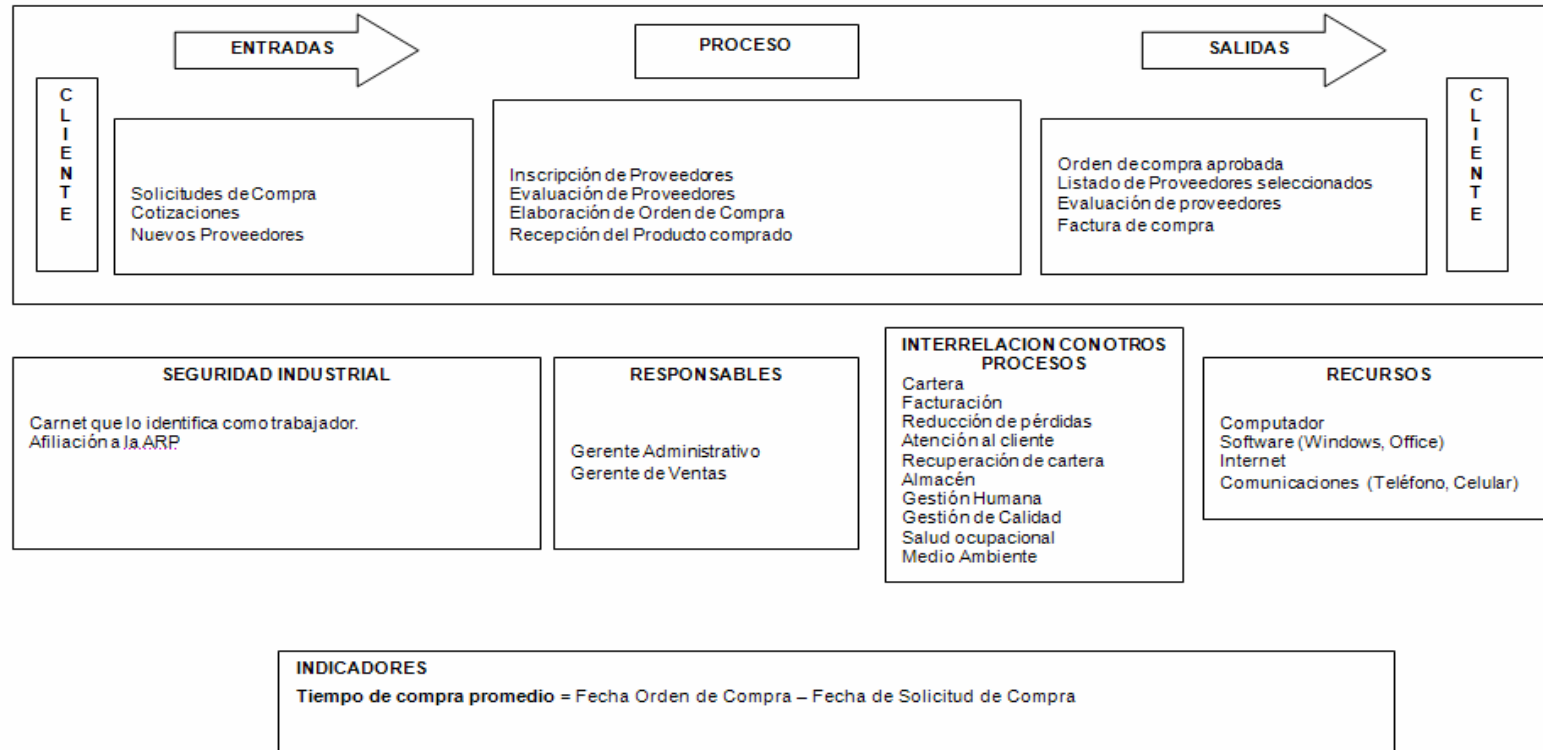 ENTRADAS
PROCESO
SALIDAS
CLIENTE
Solicitudes de Compra
Cotizaciones
Nuevos Proveedores
Inscripción de Proveedores
Evaluación de Proveedores
Elaboración de Orden de Compra
Recepción del Producto comprado
Orden de compra aprobada
Listado de Proveedores seleccionados
Evaluación de proveedores
Factura de compra
CLIENTE
SEGURIDAD INDUSTRIAL
Carnet que lo identifica como trabajador.
Afiliación a la ARP
RESPONSABLES
Gerente Administrativo
Gerente de Ventas
INTERRELACION CON OTROS
PROCESOS
Cartera
Facturación
Reducción de pérdidas
Atención al cliente
Recuperación de cartera
Almacén
Gestión Humana
Gestión de Calidad
Salud ocupacional
Medio Ambiente
RECURSOS
Computador
Software (Windows, Office)
Internet
Comunicaciones (Teléfono, Celular)
INDICADORES
Tiempo de compra promedio = Fecha Orden de Compra – Fecha de Solicitud de Compra